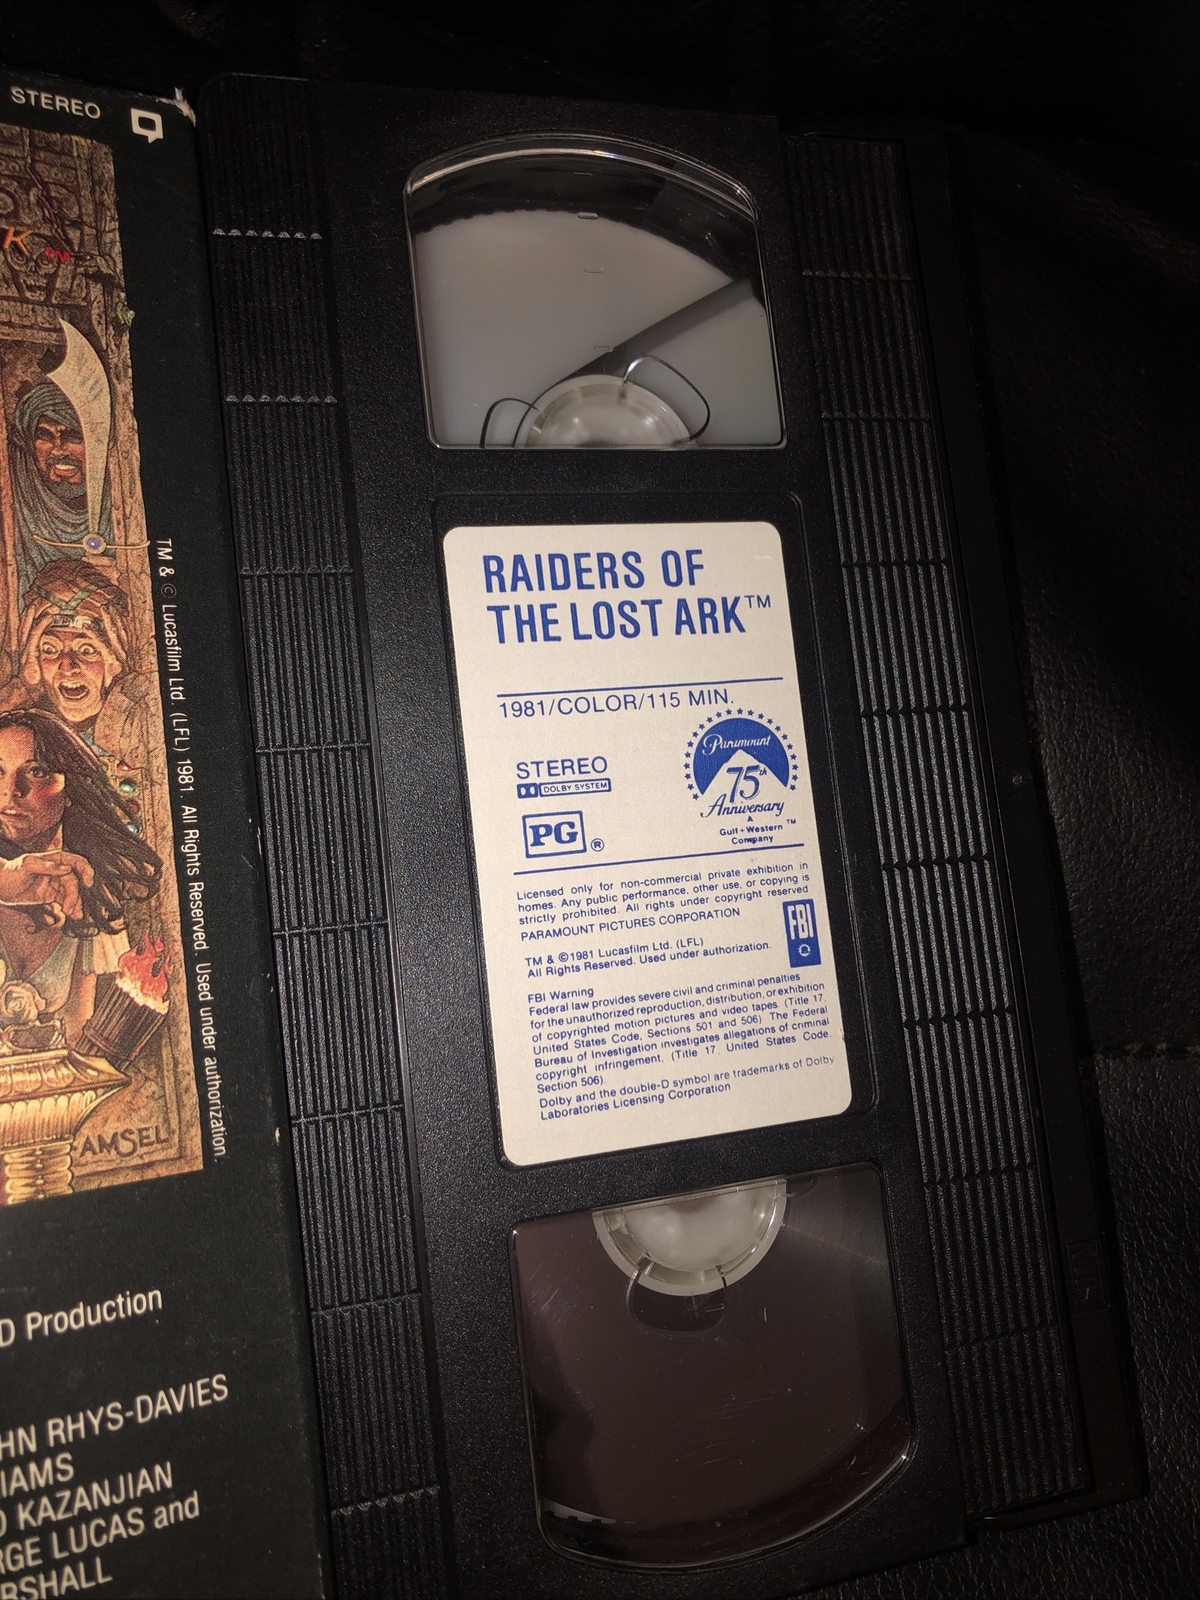 STEREO
K™
TM & © Lucasfilm Ltd. (LFL) 1981. All Rights Reserved. Used under authorization.
AMSEL
D Production
HN RHYS-DAVIES
IAMS
D KAZANJIAN
RGE LUCAS and
RSHALL
RAIDERS OF
THE LOST ARK™
1981/COLOR/115 MIN.
STEREO
DOLBY SYSTEM
PG ®
Paramount
75th
Anniversary
A
Gulf+Western ™
Company
Licensed only for non-commercial private exhibition in
homes. Any public performance, other use, or copying is
strictly prohibited. All rights under copyright reserved
PARAMOUNT PICTURES CORPORATION
FBI
TM & ©1981 Lucasfilm Ltd. (LFL)
All Rights Reserved. Used under authorization.
FBI Warning
Federal law provides severe civil and criminal penalties
for the unauthorized reproduction, distribution, or exhibition
of copyrighted motion pictures and video tapes (Title 17,
United States Code, Sections 501 and 506). The Federal
Bureau of Investigation investigates allegations of criminal
copyright infringement. (Title 17, United States Code,
Section 506).
Dolby and the double-D symbol are trademarks of Dolby
Laboratories Licensing Corporation